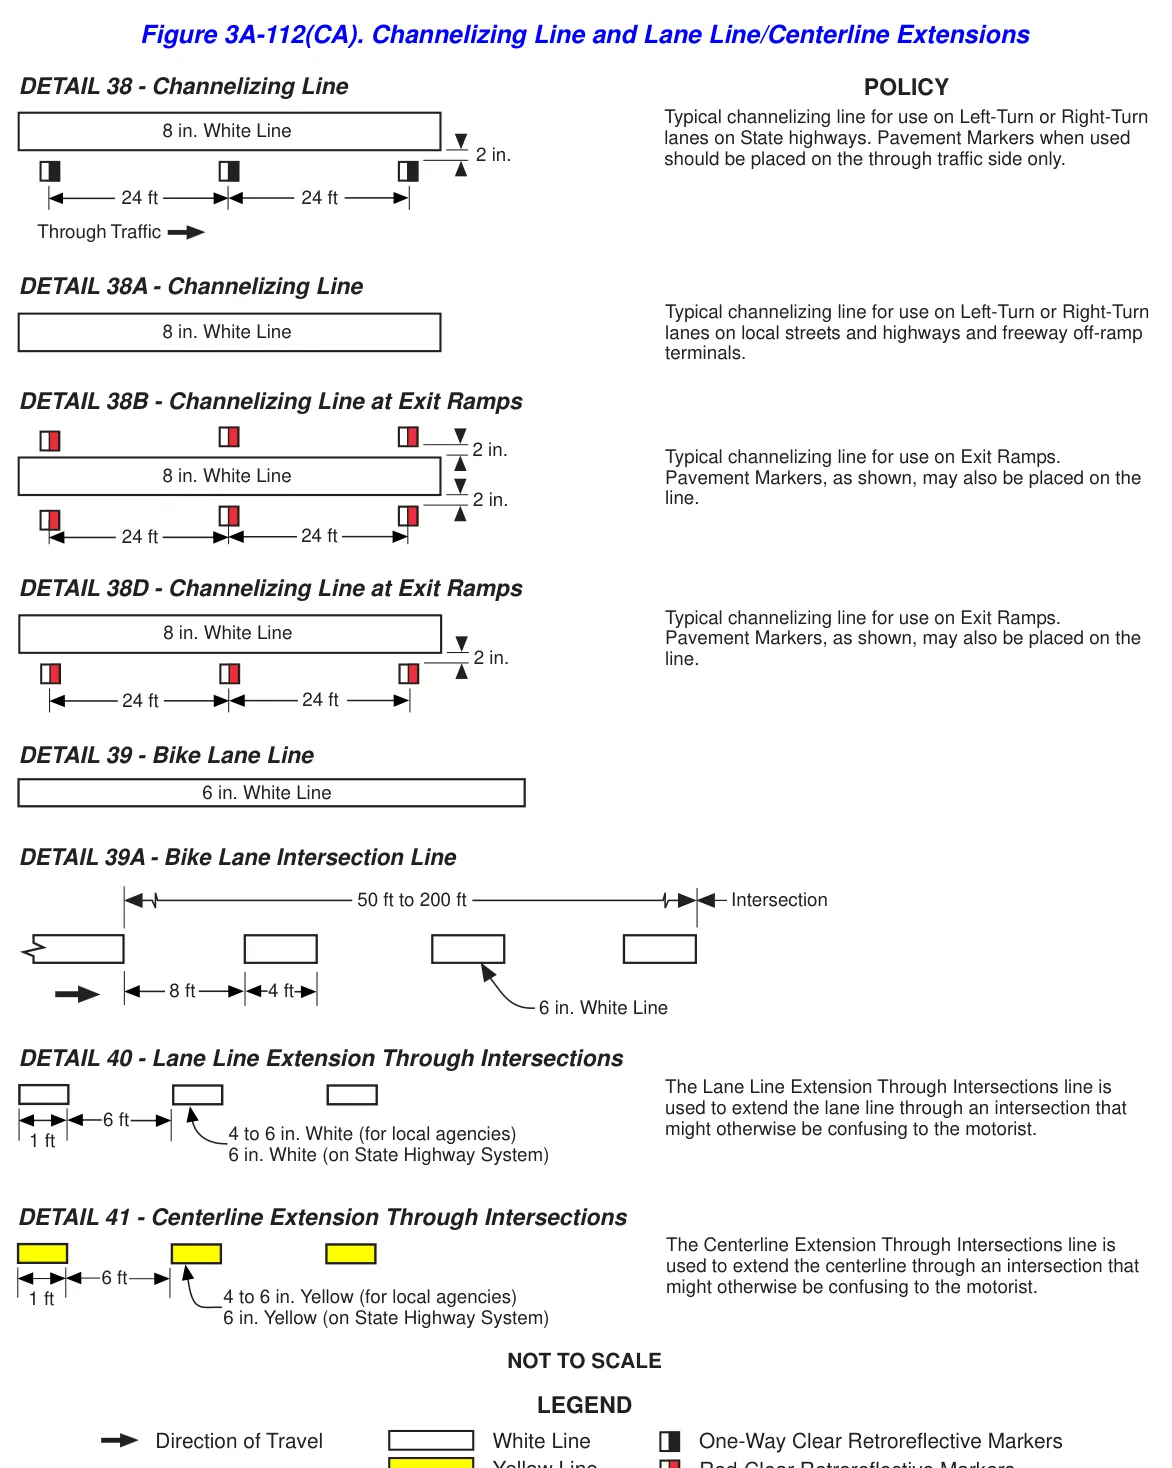 Figure 3A-112(CA). Channelizing Line and Lane Line/Centerline Extensions
DETAIL 38 - Channelizing Line
POLICY
8 in. White Line
2 in.
24 ft
24 ft
Through Traffic
Typical channelizing line for use on Left-Turn or Right-Turn
lanes on State highways. Pavement Markers when used
should be placed on the through traffic side only.
DETAIL 38A - Channelizing Line
8 in. White Line
Typical channelizing line for use on Left-Turn or Right-Turn
lanes on local streets and highways and freeway off-ramp
terminals.
DETAIL 38B - Channelizing Line at Exit Ramps
2 in.
8 in. White Line
2 in.
24 ft
24 ft
Typical channelizing line for use on Exit Ramps.
Pavement Markers, as shown, may also be placed on the
line.
DETAIL 38D - Channelizing Line at Exit Ramps
8 in. White Line
2 in.
24 ft
24 ft
Typical channelizing line for use on Exit Ramps.
Pavement Markers, as shown, may also be placed on the
line.
DETAIL 39 - Bike Lane Line
6 in. White Line
DETAIL 39A - Bike Lane Intersection Line
50 ft to 200 ft
Intersection
8 ft
4 ft
6 in. White Line
DETAIL 40 - Lane Line Extension Through Intersections
6 ft
1 ft
4 to 6 in. White (for local agencies)
6 in. White (on State Highway System)
The Lane Line Extension Through Intersections line is
used to extend the lane line through an intersection that
might otherwise be confusing to the motorist.
DETAIL 41 - Centerline Extension Through Intersections
6 ft
1 ft
4 to 6 in. Yellow (for local agencies)
6 in. Yellow (on State Highway System)
The Centerline Extension Through Intersections line is
used to extend the centerline through an intersection that
might otherwise be confusing to the motorist.
NOT TO SCALE
LEGEND
Direction of Travel
White Line
One-Way Clear Retroreflective Markers
Yellow Line
Red-Clear Retroreflective Markers